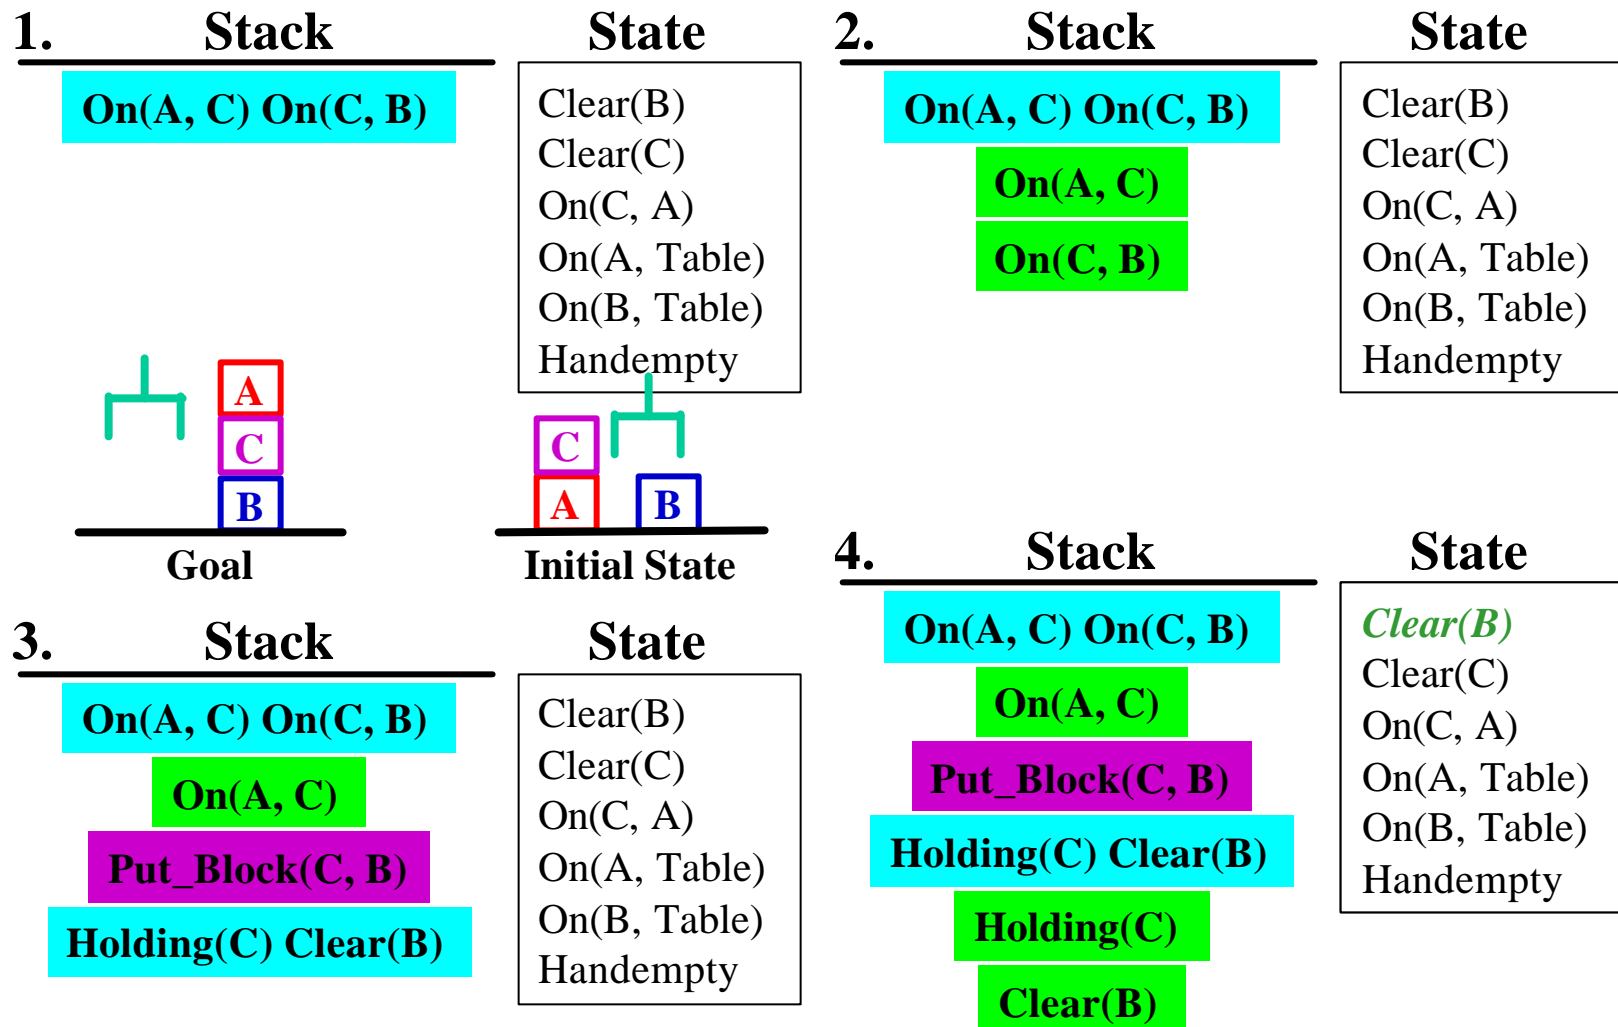 1. Stack State
On(A, C) On(C, B)
Clear(B)
Clear(C)
On(C, A)
On(A, Table)
On(B, Table)
Handempty
A
C
B
Goal
C
A B
Initial State
2. Stack State
On(A, C) On(C, B)
On(A, C)
On(C, B)
Clear(B)
Clear(C)
On(C, A)
On(A, Table)
On(B, Table)
Handempty
3. Stack State
On(A, C) On(C, B)
On(A, C)
Put_Block(C, B)
Holding(C) Clear(B)
Clear(B)
Clear(C)
On(C, A)
On(A, Table)
On(B, Table)
Handempty
4. Stack State
On(A, C) On(C, B)
On(A, C)
Put_Block(C, B)
Holding(C) Clear(B)
Holding(C)
Clear(B)
Clear(B)
Clear(C)
On(C, A)
On(A, Table)
On(B, Table)
Handempty